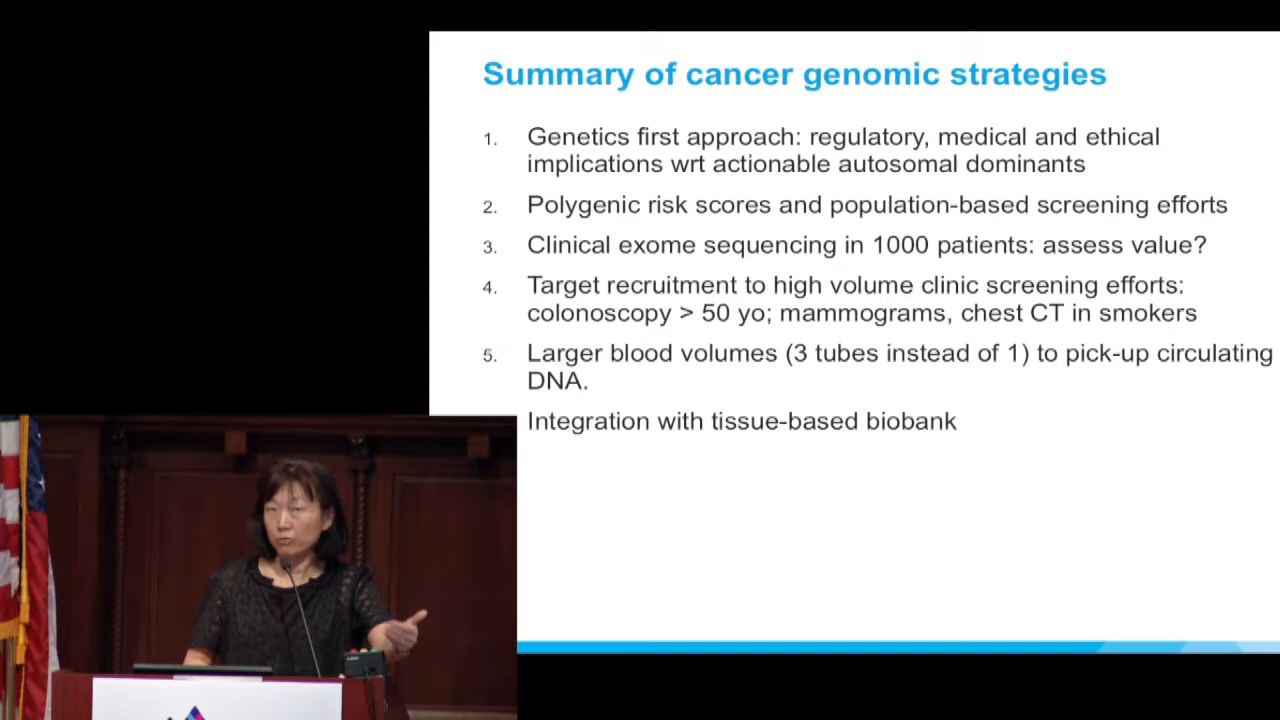 Summary of cancer genomic strategies
1. Genetics first approach: regulatory, medical and ethical
implications wrt actionable autosomal dominants
2. Polygenic risk scores and population-based screening efforts
3. Clinical exome sequencing in 1000 patients: assess value?
4. Target recruitment to high volume clinic screening efforts:
colonoscopy > 50 yo; mammograms, chest CT in smokers
5. Larger blood volumes (3 tubes instead of 1) to pick-up circulating
DNA.
Integration with tissue-based biobank